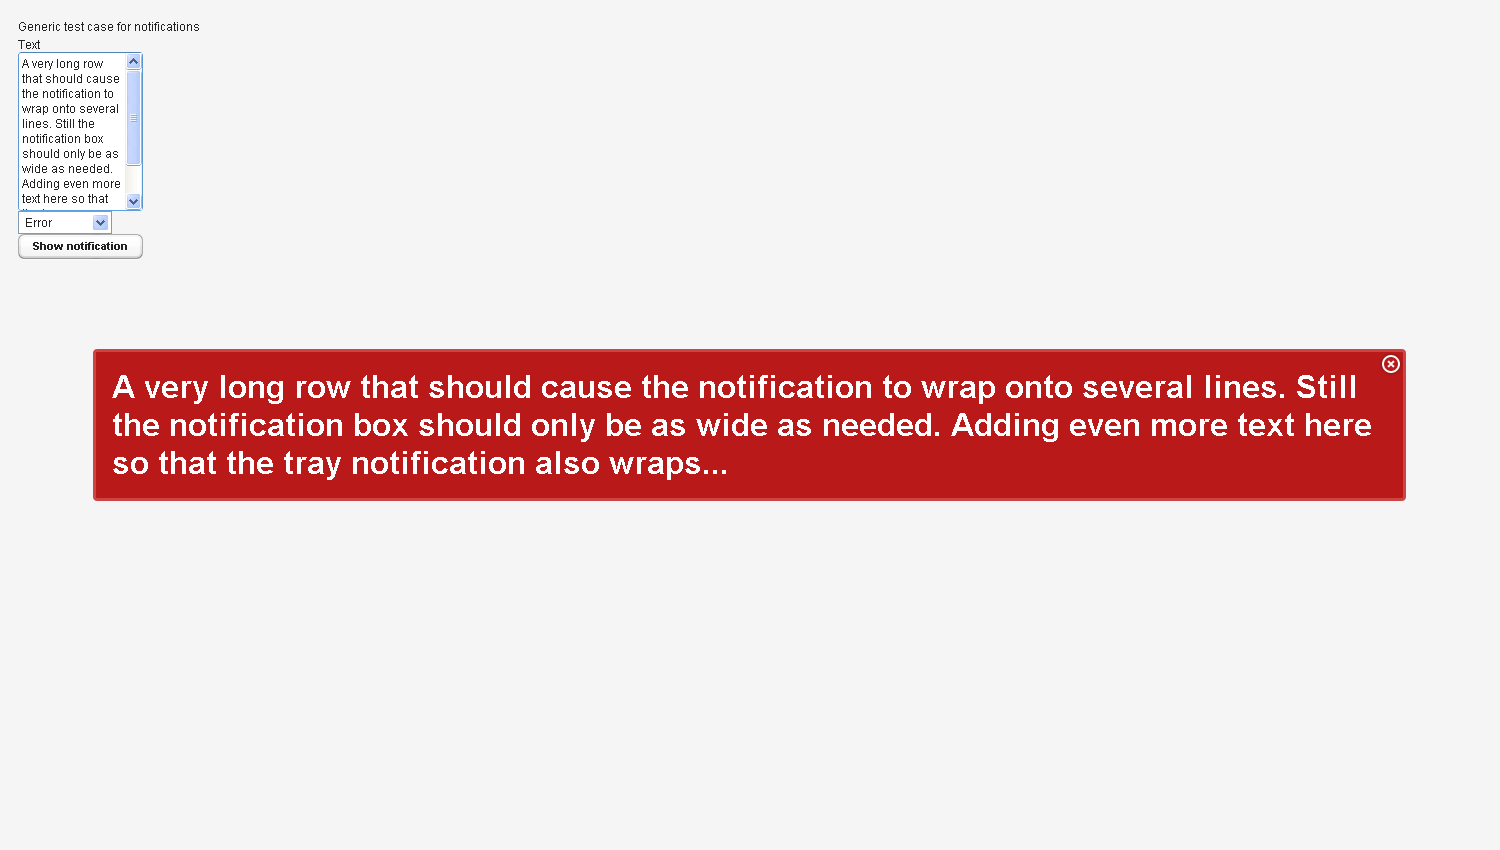 Generic test case for notifications
Text
A very long row
that should cause
the notification to
wrap onto several
lines. Still the
notification box
should only be as
wide as needed.
Adding even more
text here so that
Error
Show notification
A very long row that should cause the notification to wrap onto several lines. Still
the notification box should only be as wide as needed. Adding even more text here
so that the tray notification also wraps...